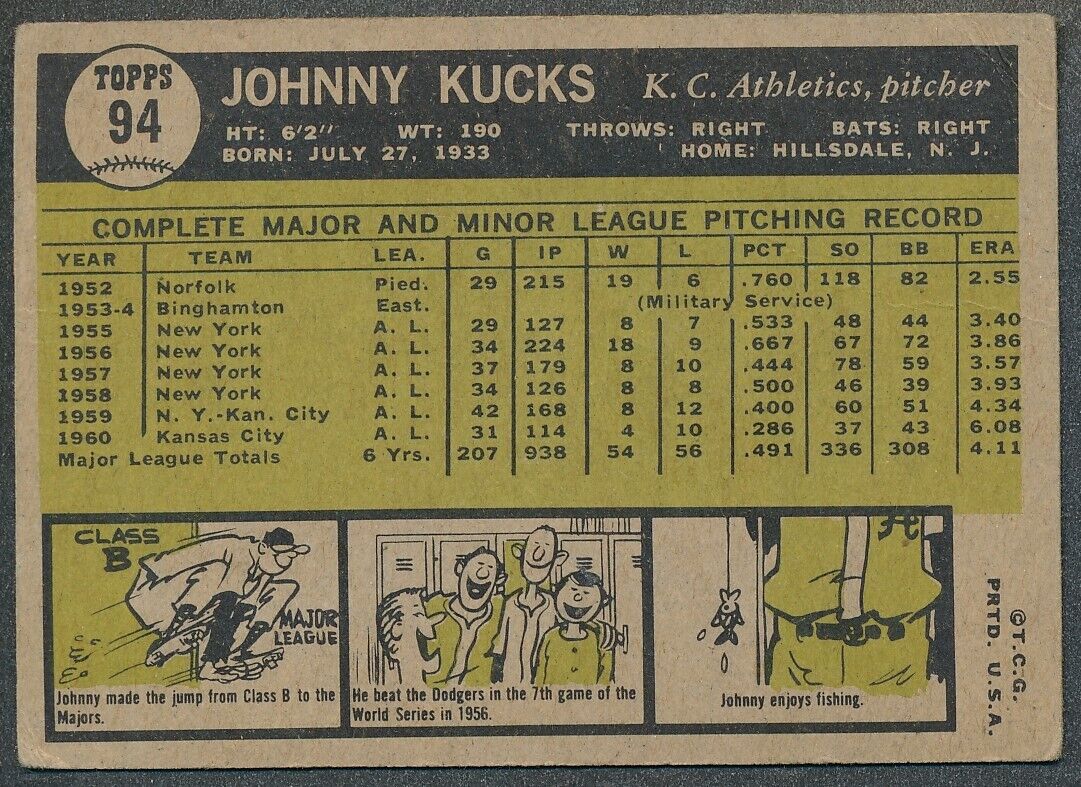 TOPPS
94
JOHNNY KUCKS K. C. Athletics, pitcher
HT: 6'2" WT: 190 THROWS: RIGHT BATS: RIGHT
BORN: JULY 27, 1933 HOME: HILLSDALE, N. J.
COMPLETE MAJOR AND MINOR LEAGUE PITCHING RECORD
YEAR TEAM LEA. G IP W L PCT SO BB ERA
1952 Norfolk Pied. 29 215 19 6 .760 118 82 2.55
1953-4 Binghamton East. (Military Service)
1955 New York A. L. 29 127 8 7 .533 48 44 3.40
1956 New York A. L. 34 224 18 9 .667 67 72 3.86
1957 New York A. L. 37 179 8 10 .444 78 59 3.57
1958 New York A. L. 34 126 8 8 .500 46 39 3.93
1959 N. Y.-Kan. City A. L. 42 168 8 12 .400 60 51 4.34
1960 Kansas City A. L. 31 114 4 10 .286 37 43 6.08
Major League Totals 6 Yrs. 207 938 54 56 .491 336 308 4.11
CLASS
B
MAJOR
LEAGUE
Johnny made the jump from Class B to the
Majors.
He beat the Dodgers in the 7th game of the
World Series in 1956.
A
Johnny enjoys fishing.
©T.C.G.
PRTD. U.S.A.